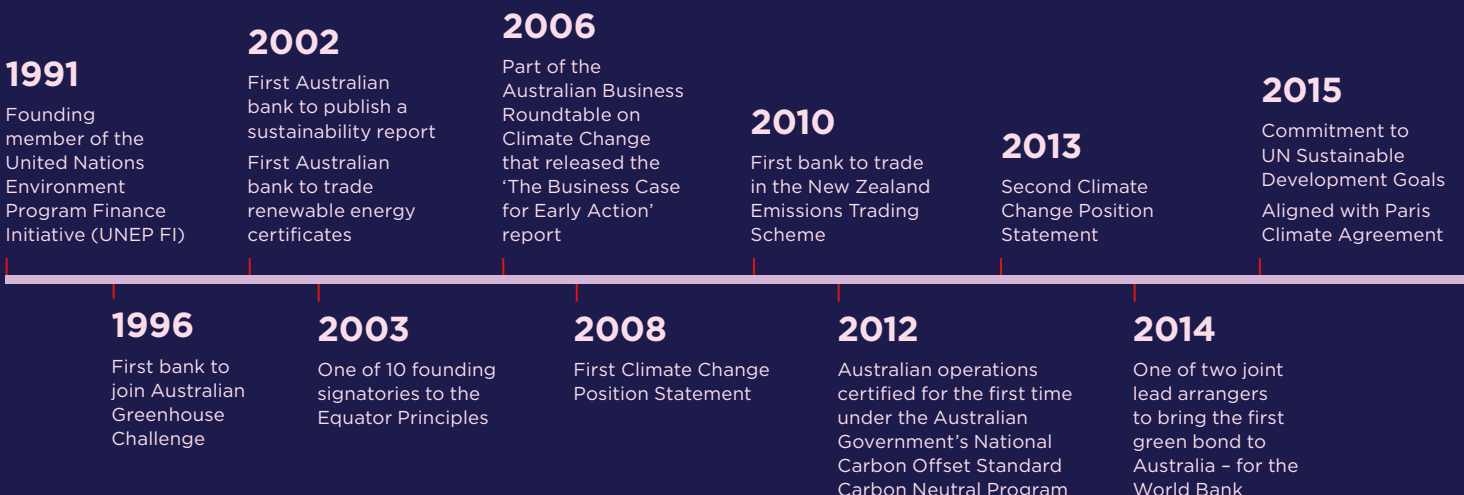 1991
Founding
member of the
United Nations
Environment
Program Finance
Initiative (UNEP FI)
1996
First bank to
join Australian
Greenhouse
Challenge
2002
First Australian
bank to publish a
sustainability report
First Australian
bank to trade
renewable energy
certificates
2003
One of 10 founding
signatories to the
Equator Principles
2006
Part of the
Australian Business
Roundtable on
Climate Change
that released the
‘The Business Case
for Early Action’
report
2008
First Climate Change
Position Statement
2010
First bank to trade
in the New Zealand
Emissions Trading
Scheme
2012
Australian operations
certified for the first time
under the Australian
Government’s National
Carbon Offset Standard
Carbon Neutral Program
2013
Second Climate
Change Position
Statement
2014
One of two joint
lead arrangers
to bring the first
green bond to
Australia – for the
World Bank
2015
Commitment to
UN Sustainable
Development Goals
Aligned with Paris
Climate Agreement